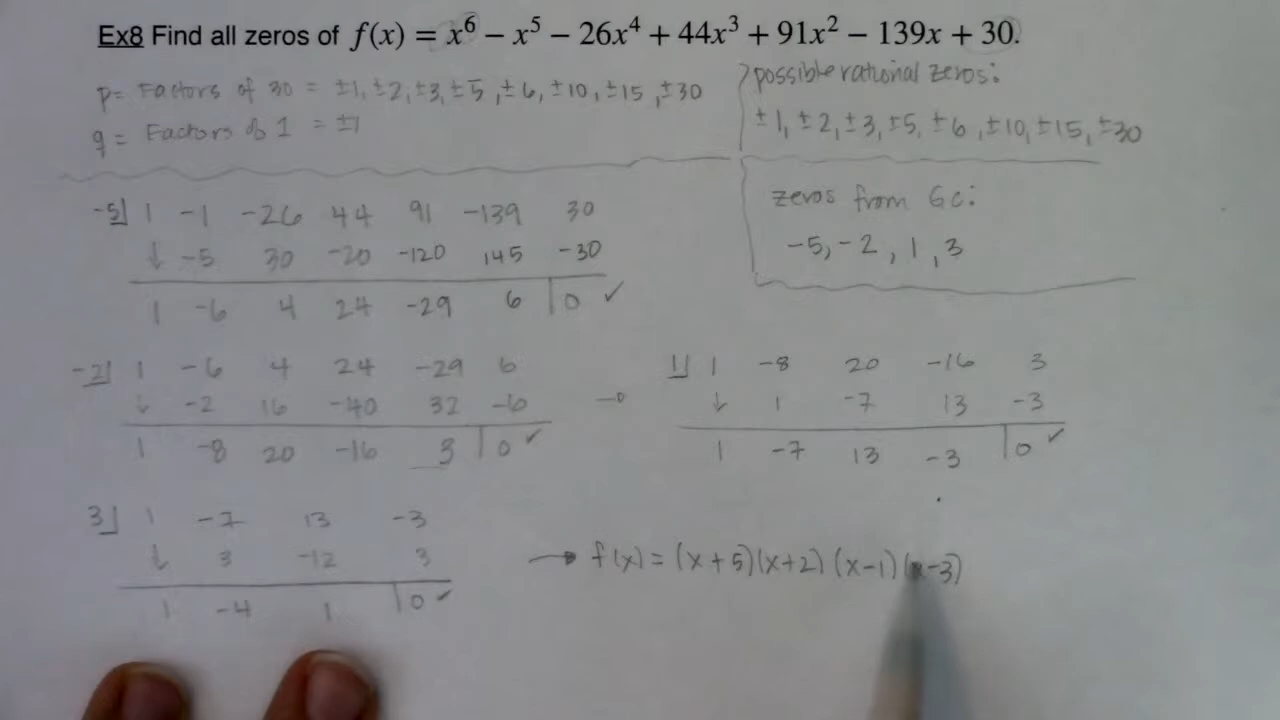 Ex8 Find all zeros of f(x) = x⁶ − x⁵ − 26x⁴ + 44x³ + 91x² − 139x + 30.
p = Factors of 30 = ±1, ±2, ±3, ±5, ±6, ±10, ±15, ±30
q = Factors of 1 = ±1
possible rational zeros:
±1, ±2, ±3, ±5, ±6, ±10, ±15, ±30
zeros from GC:
-5, -2, 1, 3
-5| 1 -1 -26 44 91 -139 30
↓ -5 30 -20 -120 145 -30
1 -6 4 24 -29 6 |0 ✓
-2| 1 -6 4 24 -29 6
↓ -2 16 -40 32 -6
1 -8 20 -16 3 |0 ✓
→ 1| 1 -8 20 -16 3
↓ 1 -7 13 -3
1 -7 13 -3 |0 ✓
3| 1 -7 13 -3
↓ 3 -12 3
1 -4 1 |0 ✓
→ f(x) = (x+5)(x+2)(x-1)(x-3)